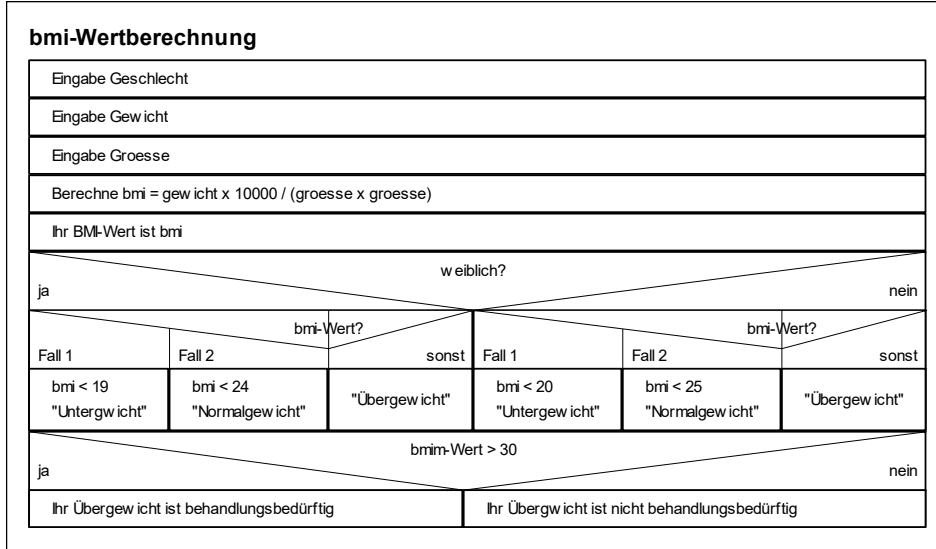 bmi-Wertberechnung
Eingabe Geschlecht
Eingabe Gewicht
Eingabe Groesse
Berechne bmi = gewicht x 10000 / (groesse x groesse)
Ihr BMI-Wert ist bmi
weiblich?
ja
nein
bmi-Wert?
bmi-Wert?
Fall 1
Fall 2
sonst
Fall 1
Fall 2
sonst
bmi < 19
"Untergwicht"
bmi < 24
"Normalgewicht"
"Übergewicht"
bmi < 20
"Untergwicht"
bmi < 25
"Normalgewicht"
"Übergewicht"
bmim-Wert > 30
ja
nein
Ihr Übergewicht ist behandlungsbedürftig
Ihr Übergwicht ist nicht behandlungsbedürftig